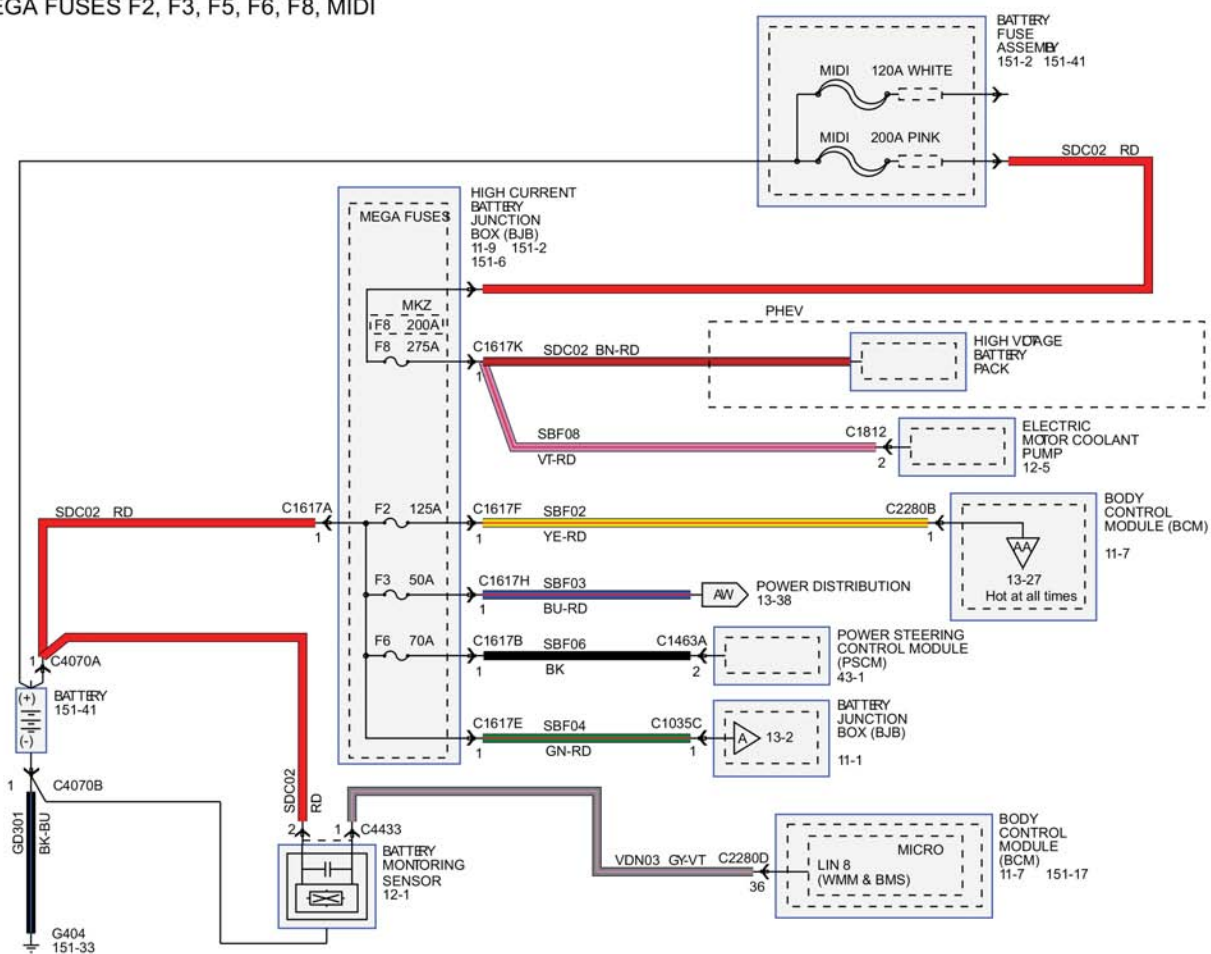 EGA FUSES F2, F3, F5, F6, F8, MIDI
BATTERY
FUSE
ASSEMBY
151-2 151-41
MIDI 120A WHITE
MIDI 200A PINK
SDC02 RD
HIGH CURRENT
BATTERY
JUNCTION
BOX (BJB)
11-9 151-2
151-6
MEGA FUSES
MKZ
F8 200A
F8 275A
C1617K
1
SDC02 BN-RD
PHEV
BATTERY
PACK
SBF08
VT-RD
C1812
2
ELECTRIC
MOTOR COOLANT
PUMP
12-5
SDC02 RD
C1617A
1
F2 125A
C1617F
1
SBF02
YE-RD
C2280B
1
BODY
CONTROL
MODULE (BCM)
11-7
AA
13-27
Hot at all times
F3 50A
C1617H
1
SBF03
BU-RD
AW
POWER DISTRIBUTION
13-38
F6 70A
C1617B
1
SBF06
BK
C1463A
2
POWER STEERING
CONTROL MODULE
(PSCM)
43-1
1 C4070A
(+)
(-)
BATTERY
151-41
C1617E
1
SBF04
GN-RD
C1035C
1
A 13-2
BATTERY
JUNCTION
BOX (BJB)
11-1
1 C4070B
GD301
BK-BU
SDC02
RD
2 1 C4433
BATTERY
MONTORING
SENSOR
12-1
VDN03 GY-VT
C2280D
36
MICRO
LIN 8
(WMM & BMS)
BODY
CONTROL
MODULE
(BCM)
11-7 151-17
G404
151-33